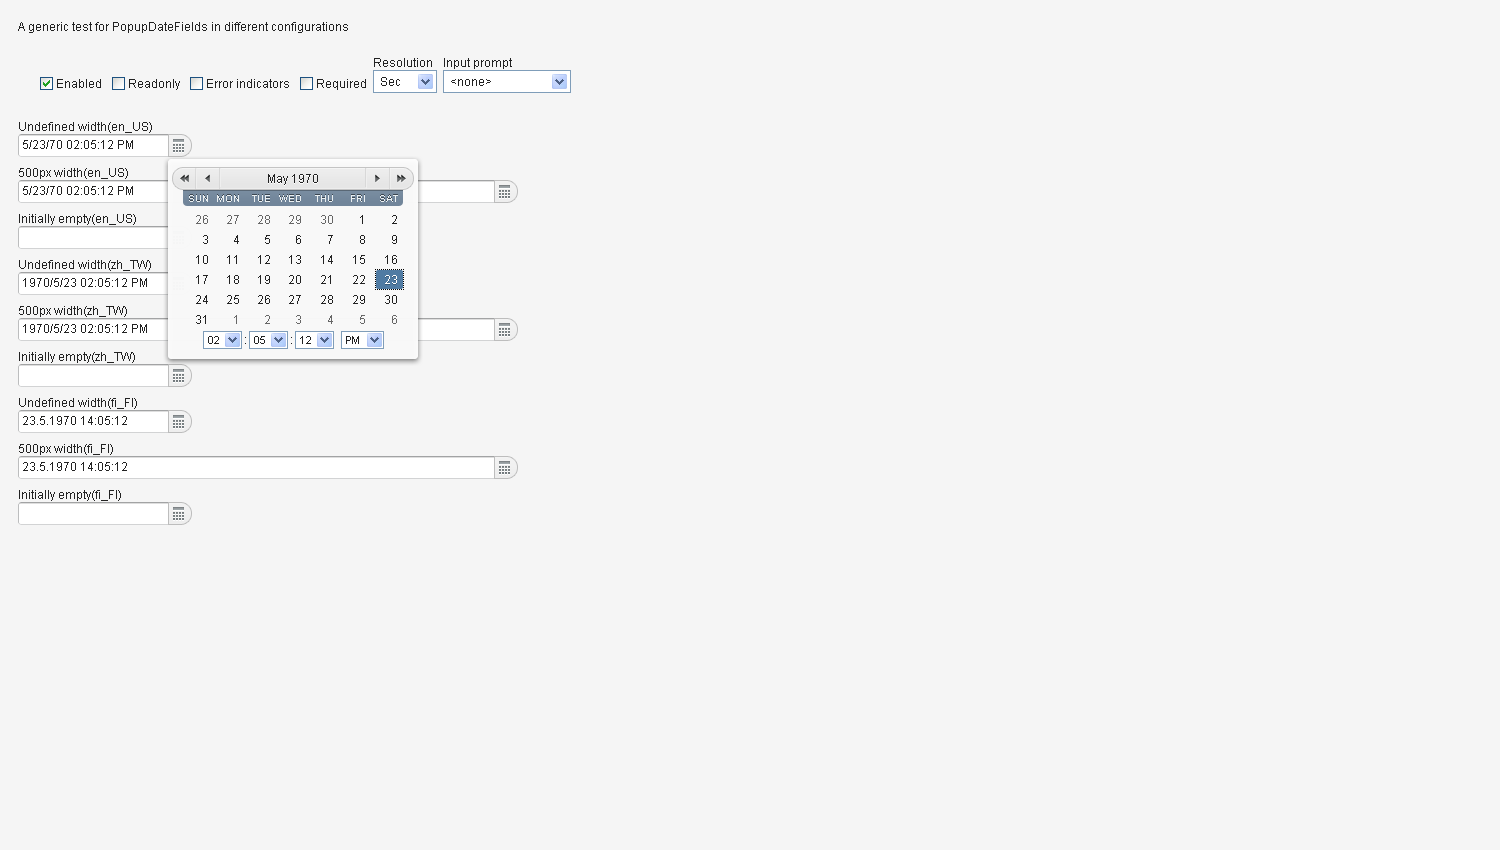 A generic test for PopupDateFields in different configurations
Resolution Input prompt
Enabled Readonly Error indicators Required Sec <none>
Undefined width(en_US)
5/23/70 02:05:12 PM
500px width(en_US)
5/23/70 02:05:12 PM
Initially empty(en_US)
Undefined width(zh_TW)
1970/5/23 02:05:12 PM
500px width(zh_TW)
1970/5/23 02:05:12 PM
Initially empty(zh_TW)
Undefined width(fi_FI)
23.5.1970 14:05:12
500px width(fi_FI)
23.5.1970 14:05:12
Initially empty(fi_FI)
May 1970
SUN MON TUE WED THU FRI SAT
26 27 28 29 30 1 2
3 4 5 6 7 8 9
10 11 12 13 14 15 16
17 18 19 20 21 22 23
24 25 26 27 28 29 30
31 1 2 3 4 5 6
02 : 05 : 12 PM